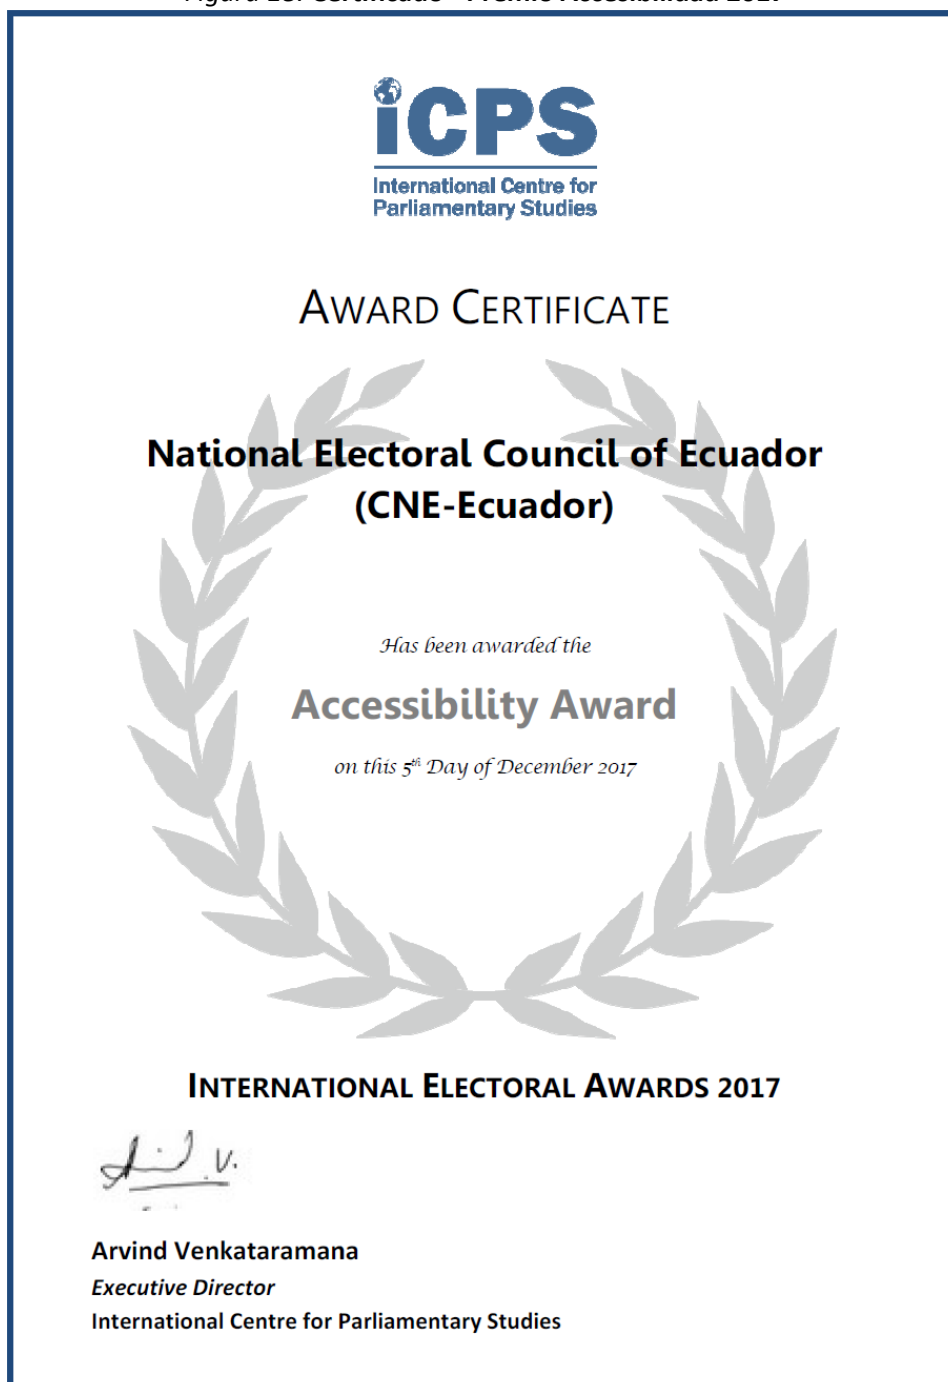 iCPS
International Centre for
Parliamentary Studies
AWARD CERTIFICATE
National Electoral Council of Ecuador
(CNE-Ecuador)
Has been awarded the
Accessibility Award
on this 5th Day of December 2017
INTERNATIONAL ELECTORAL AWARDS 2017
V.
Arvind Venkataramana
Executive Director
International Centre for Parliamentary Studies